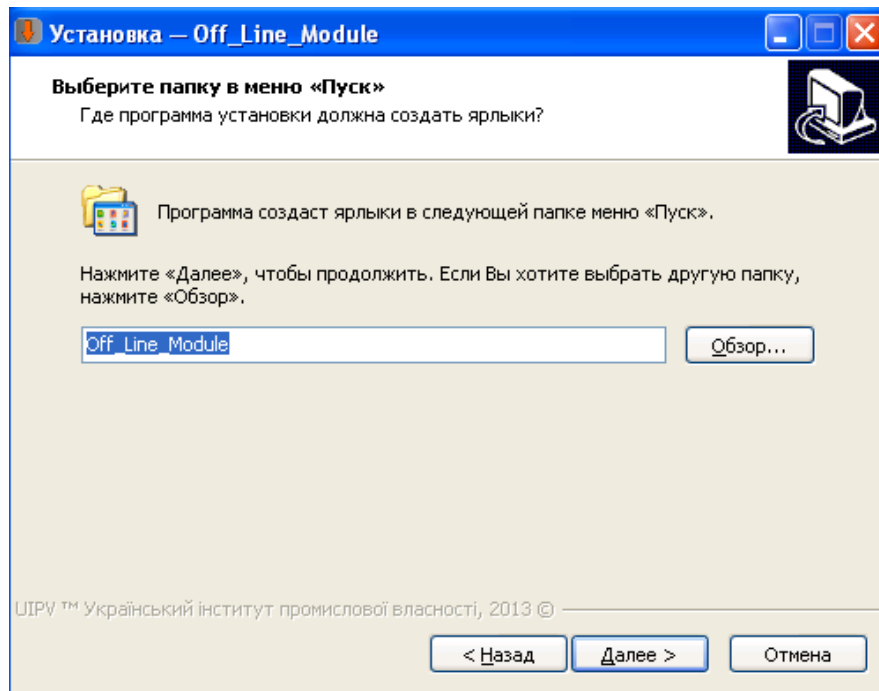 Установка — Off_Line_Module
Выберите папку в меню «Пуск»
Где программа установки должна создать ярлыки?
Программа создаст ярлыки в следующей папке меню «Пуск».
Нажмите «Далее», чтобы продолжить. Если Вы хотите выбрать другую папку,
нажмите «Обзор».
Off_Line_Module
Обзор...
UIPV ™ Український інститут промислової власності, 2013 ©
< Назад
Далее >
Отмена